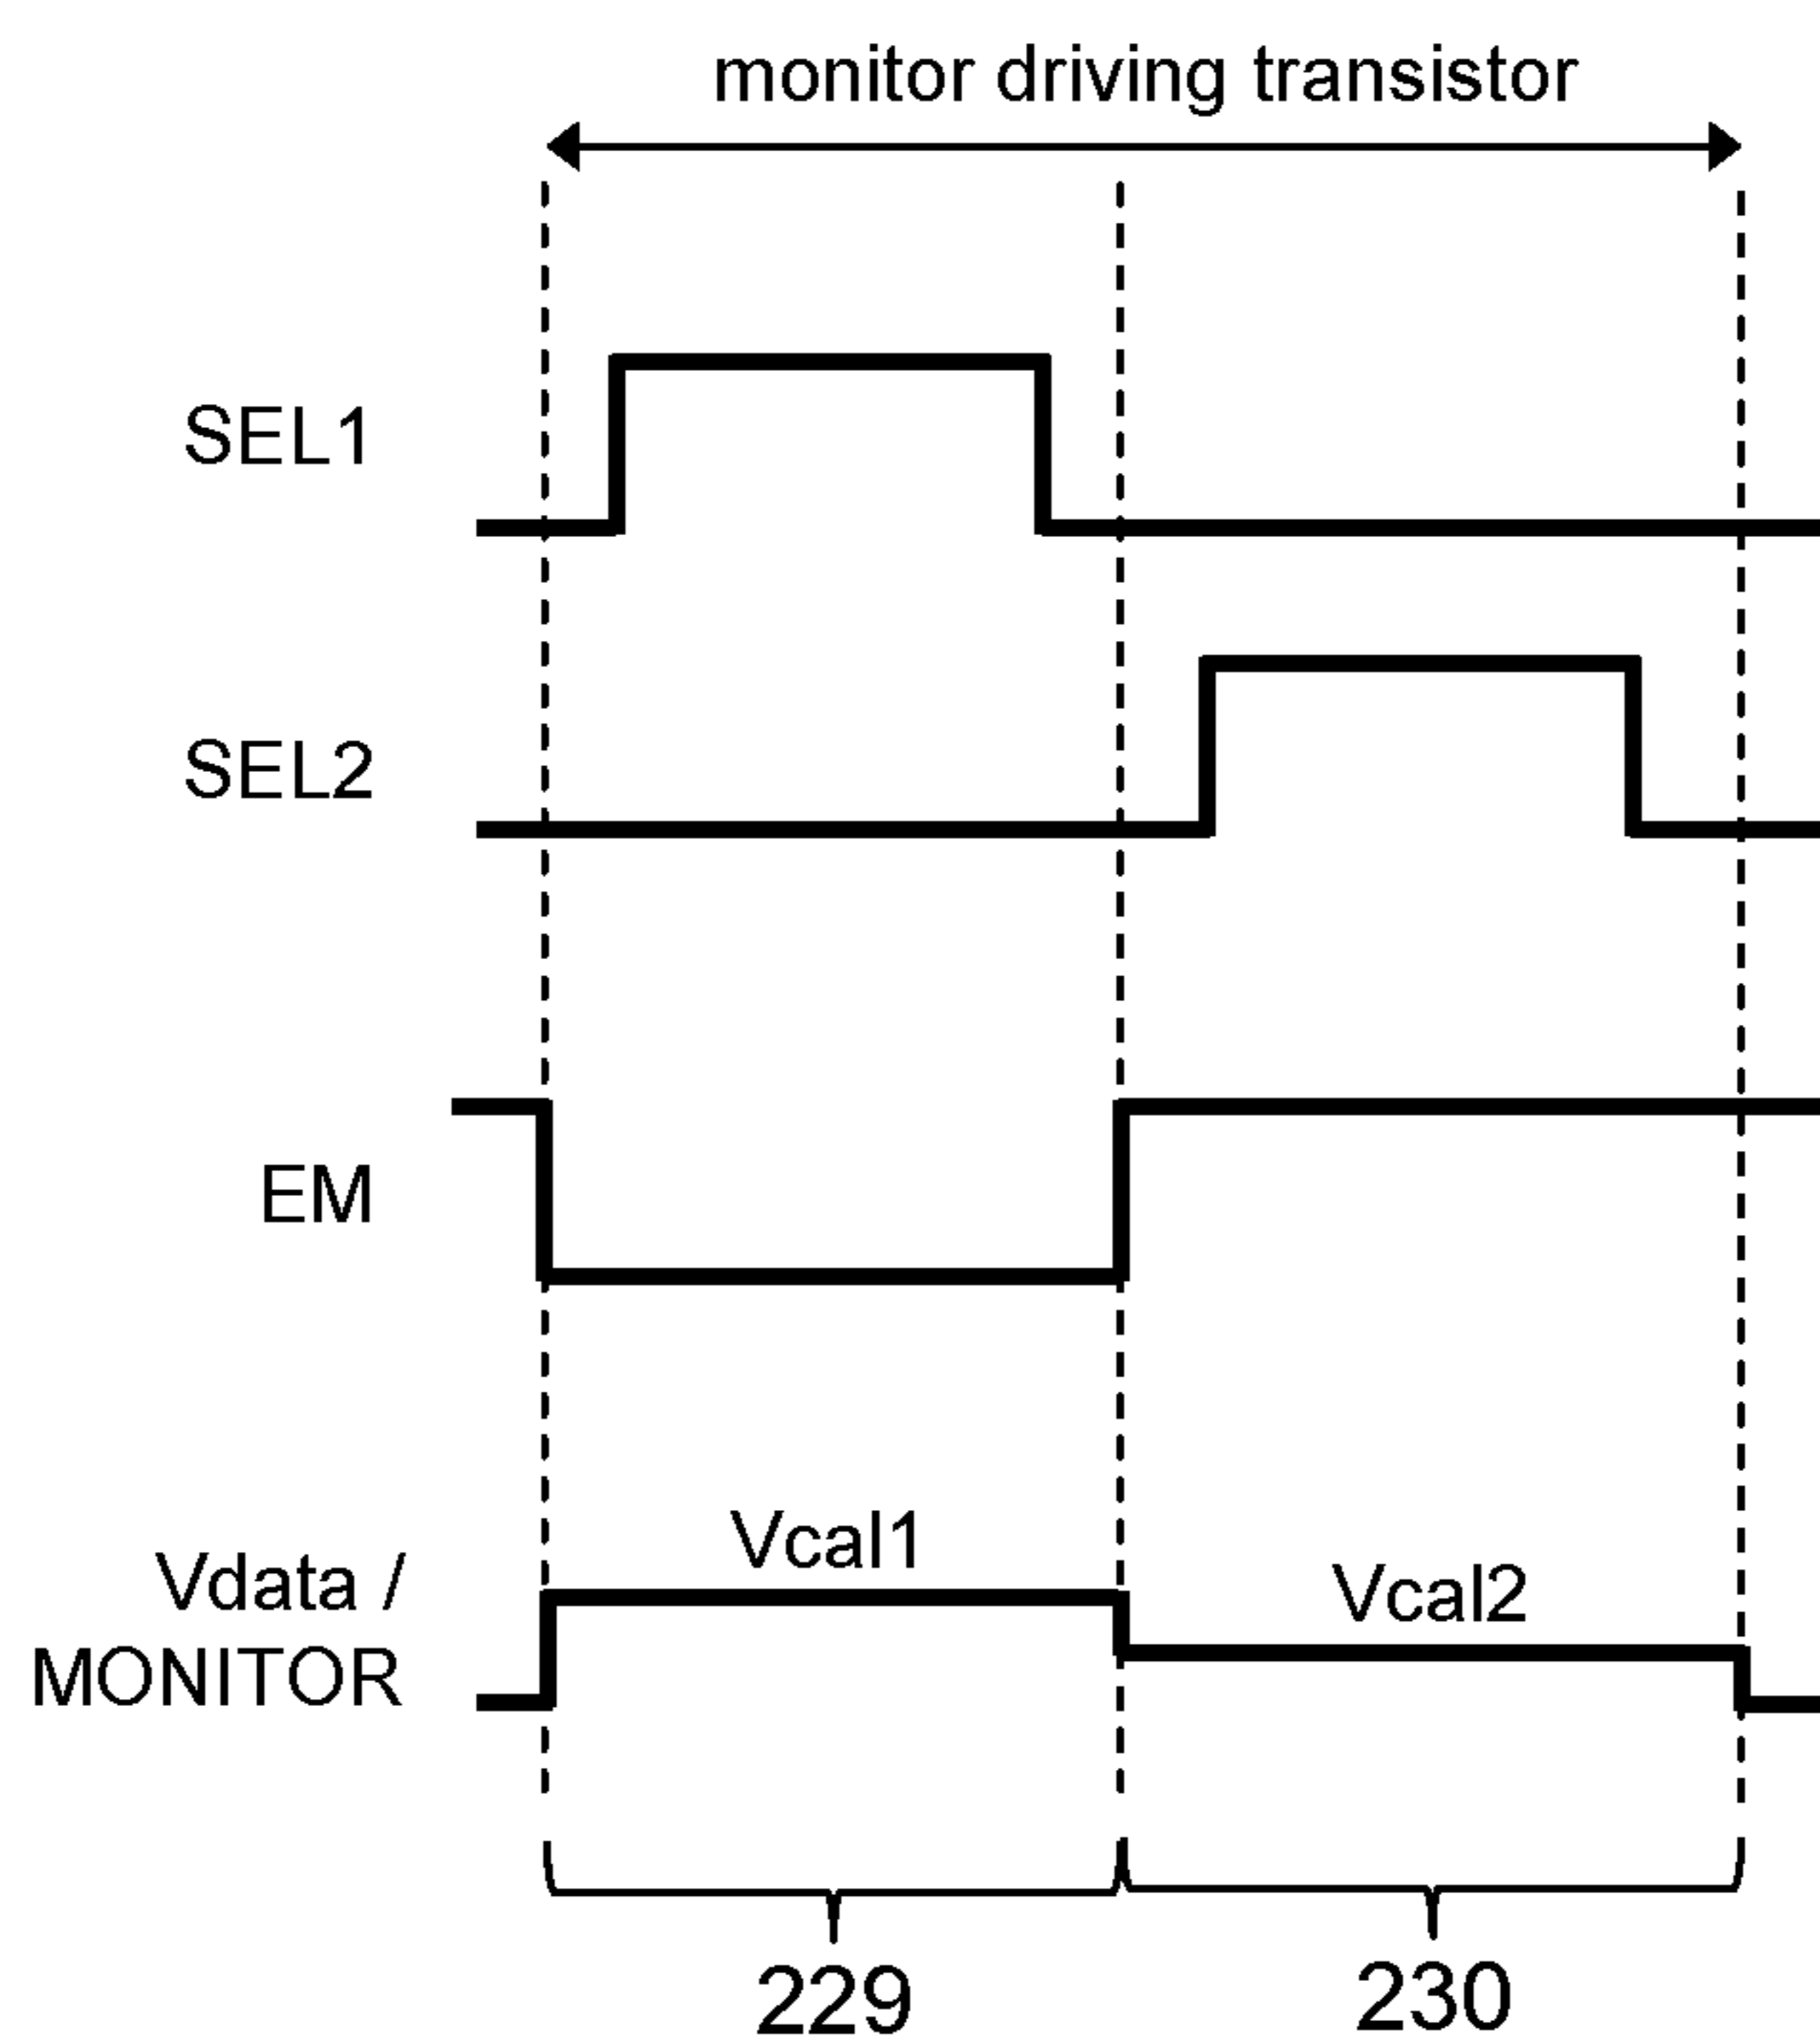 monitor driving transistor
SEL1
SEL2
EM
Vcal1
Vcal2
Vdata /
MONITOR
229
230